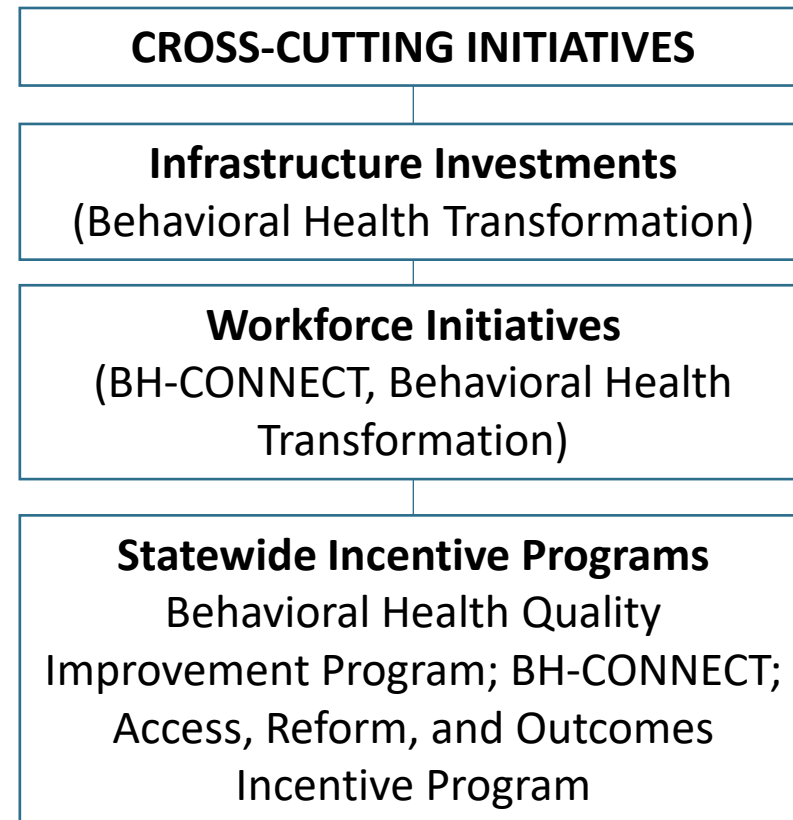 CROSS-CUTTING INITIATIVES
Infrastructure Investments
(Behavioral Health Transformation)
Workforce Initiatives
(BH-CONNECT, Behavioral Health
Transformation)
Statewide Incentive Programs
Behavioral Health Quality
Improvement Program; BH-CONNECT;
Access, Reform, and Outcomes
Incentive Program